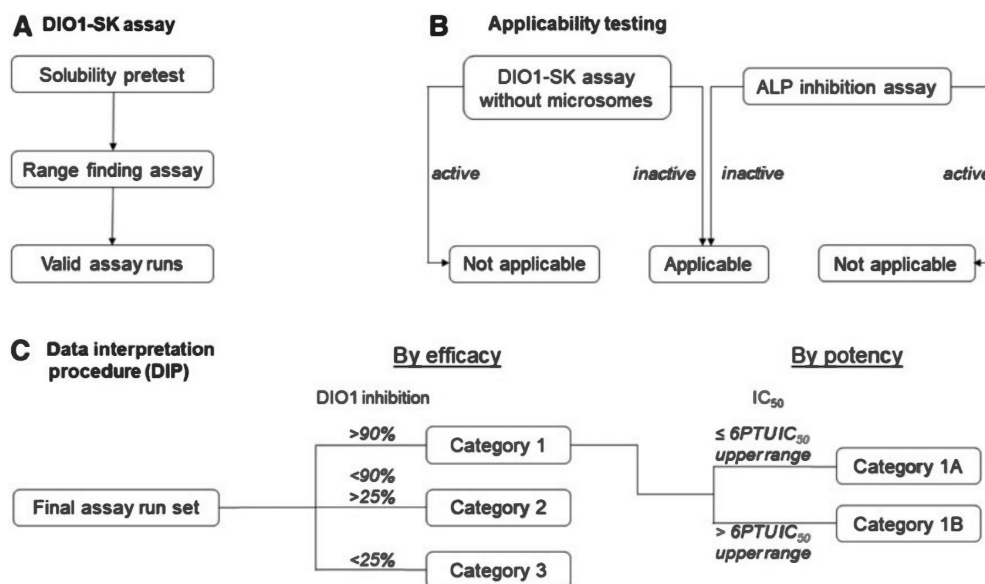 A DIO1-SK assay
Solubility pretest
Range finding assay
Valid assay runs
B Applicability testing
DIO1-SK assay
without microsomes
ALP inhibition assay
active
inactive
inactive
active
Not applicable
Applicable
Not applicable
C Data interpretation
procedure (DIP)
By efficacy
By potency
DIO1 inhibition
IC50
Final assay run set
>90%
Category 1
<90%
>25%
Category 2
<25%
Category 3
≤ 6PTUIC50
upper range
Category 1A
> 6PTUIC50
upper range
Category 1B